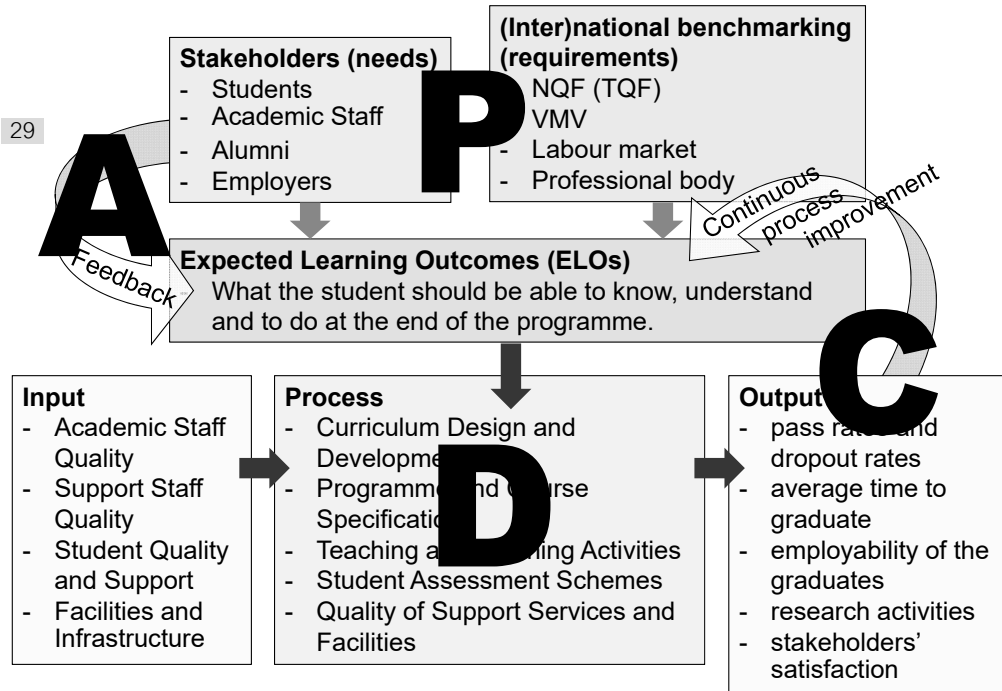 29
Stakeholders (needs)
- Students
- Academic Staff
- Alumni
- Employers
(Inter)national benchmarking
(requirements)
NQF (TQF)
VMV
- Labour market
- Professional body
P
A
Feedback
Continuous
process
improvement
Expected Learning Outcomes (ELOs)
What the student should be able to know, understand
and to do at the end of the programme.
C
Input
- Academic Staff
Quality
- Support Staff
Quality
- Student Quality
and Support
- Facilities and
Infrastructure
Process
- Curriculum Design and
- Programme and Course
- Teaching Activities
- Student Assessment Schemes
- Quality of Support Services and
Facilities
D
Output
- pass rates and
dropout rates
- average time to
graduate
- employability of the
graduates
- research activities
- stakeholders’
satisfaction